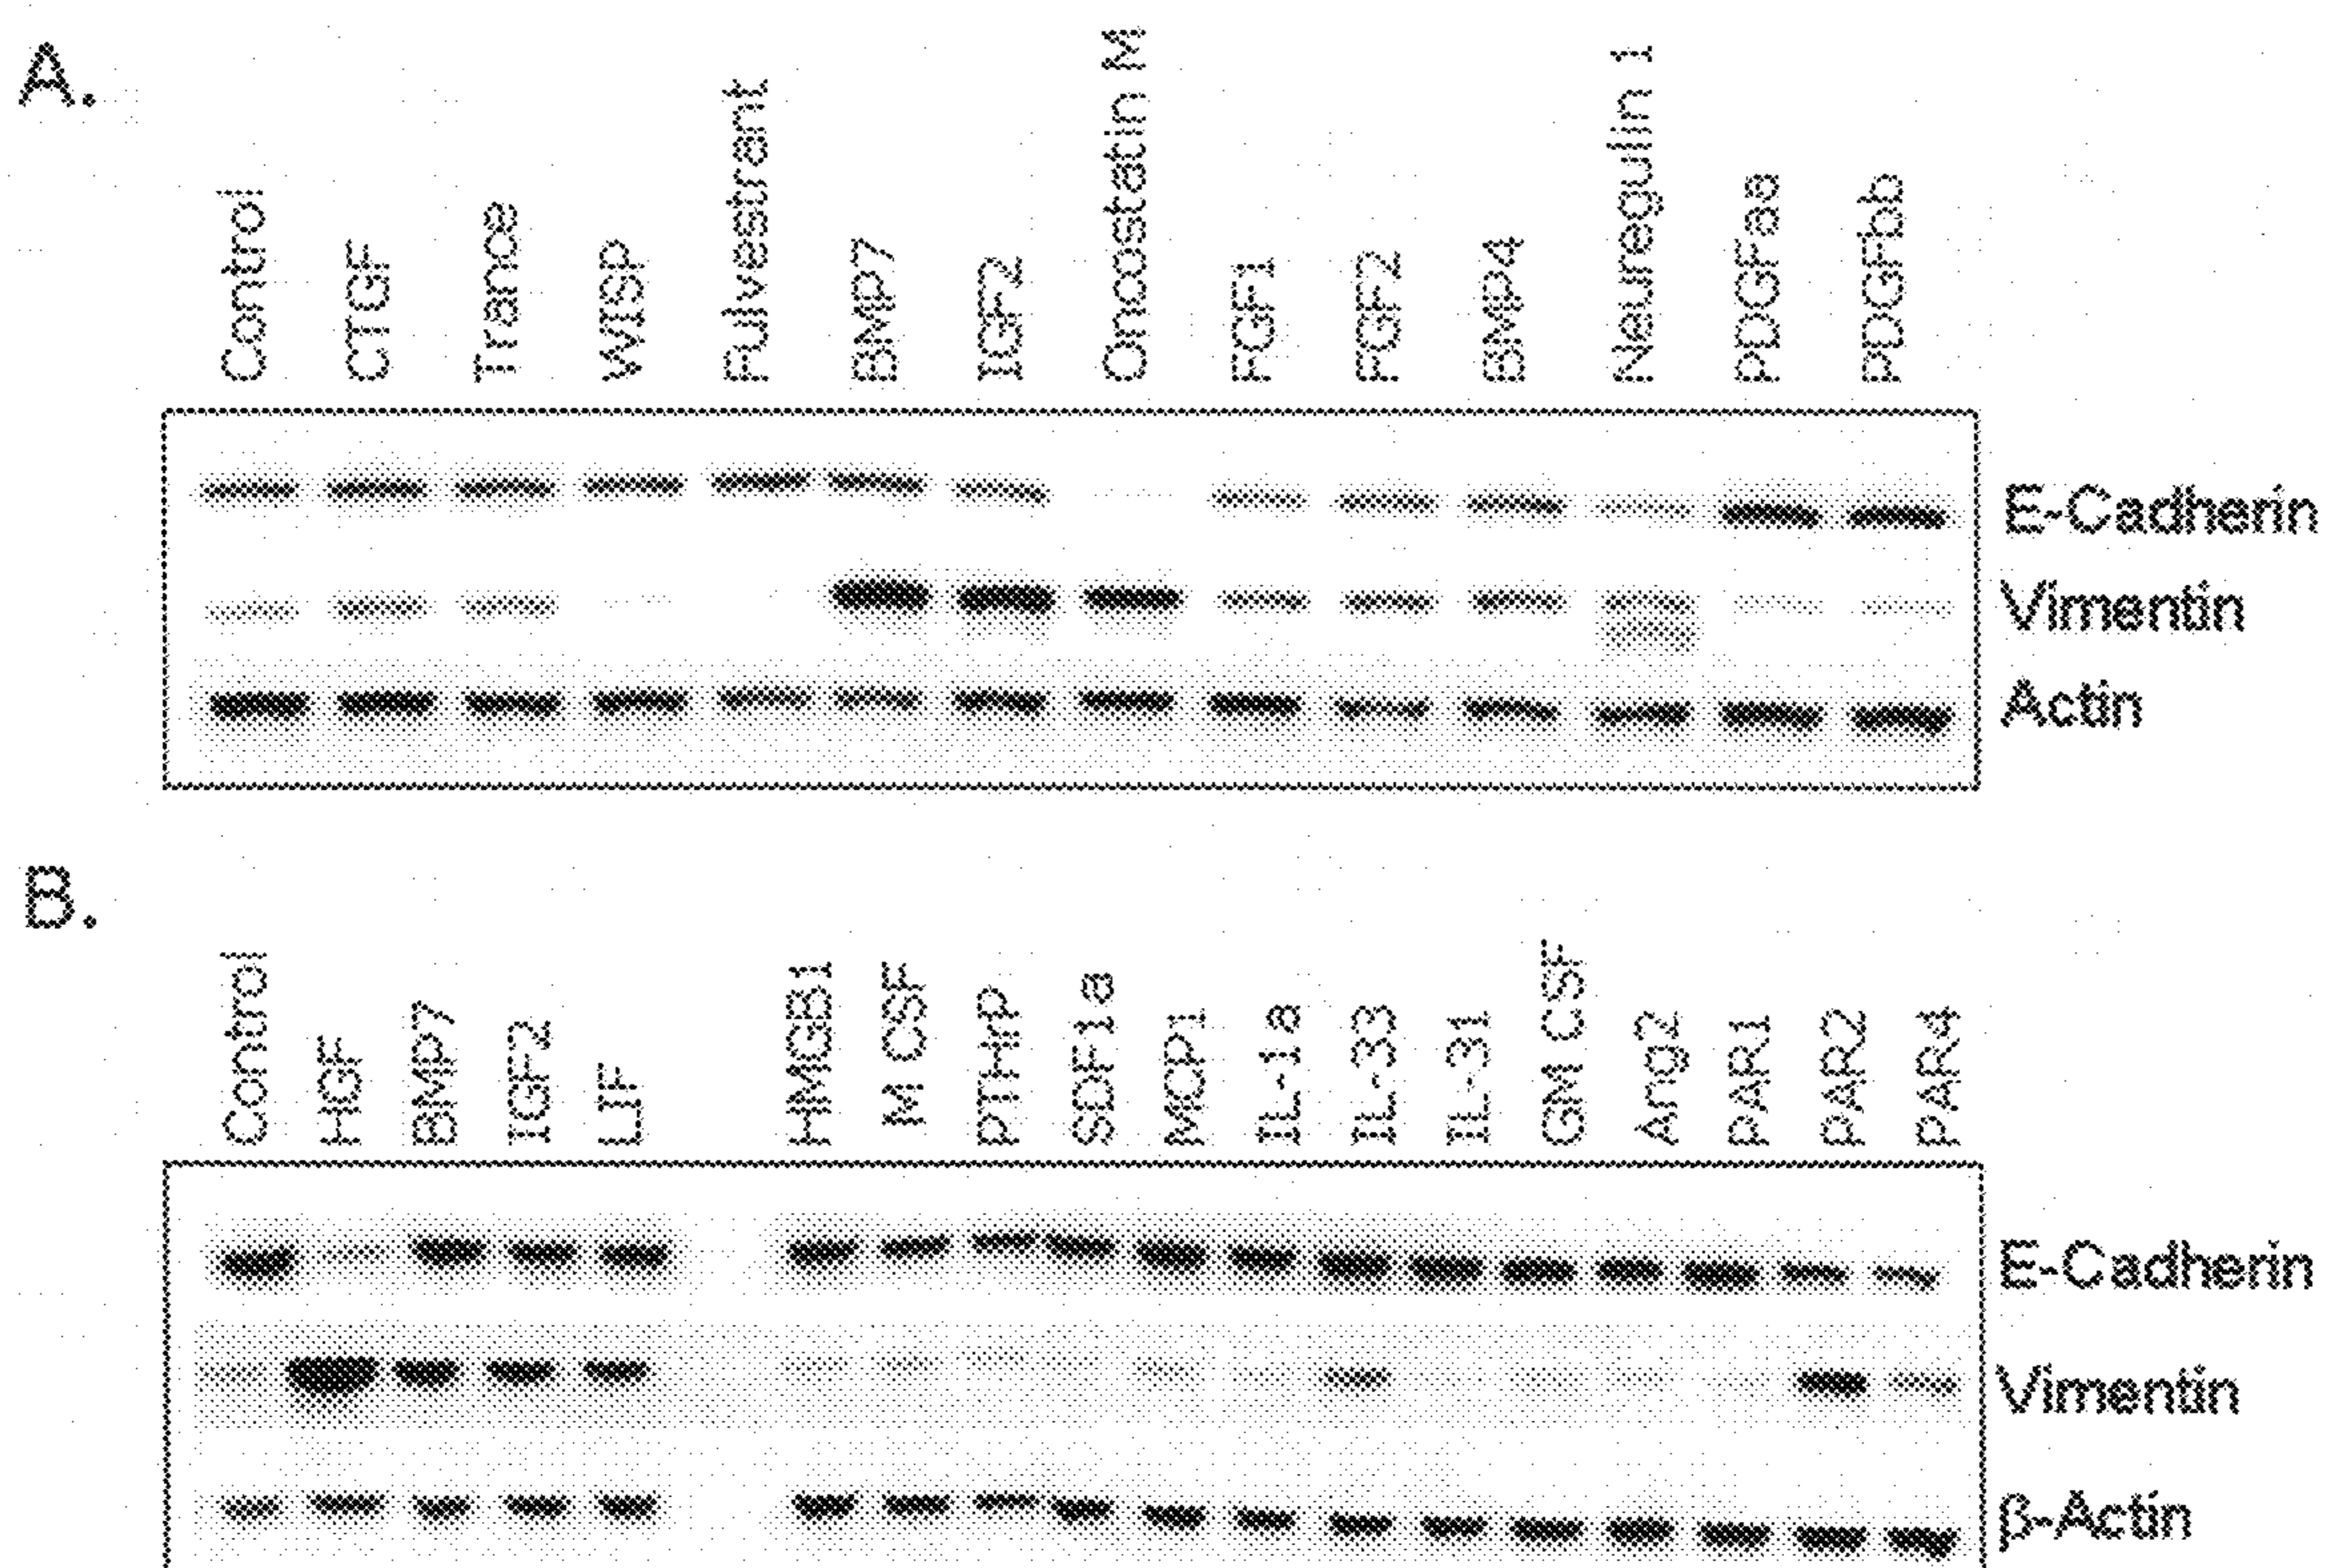 A.
Control
CTGF
Trance
WISP
Fulvestrant
BMP7
IGF2
Oncostatin M
FGF1
FGF2
BMP4
Neuregulin 1
PDGFaa
PDGFbb
E-Cadherin
Vimentin
Actin
B.
Control
HGF
BMP7
IGF2
LIF
HMGB1
M CSF
PTHrP
SDF1a
MCP1
IL-1a
IL-33
IL-31
GM CSF
Ang2
PAR1
PAR2
PAR4
E-Cadherin
Vimentin
β-Actin